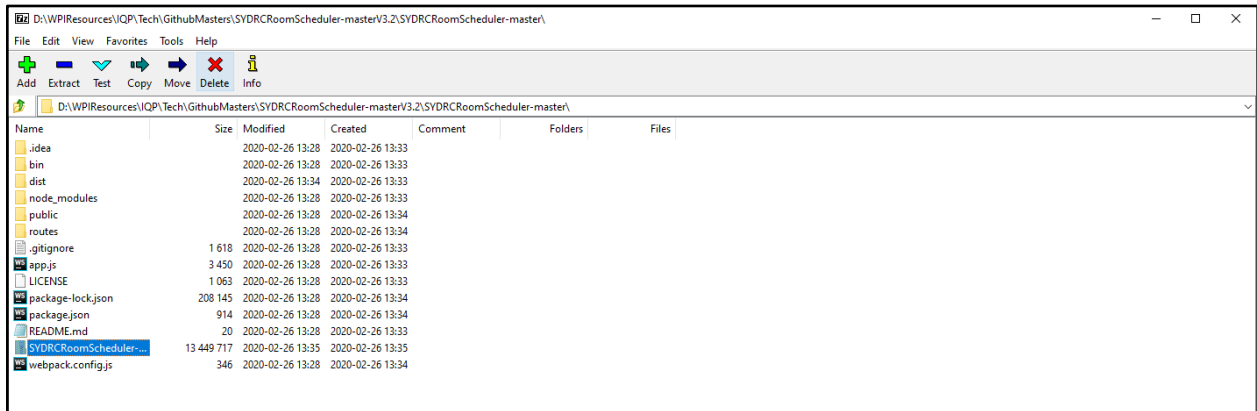 D:\WPIResources\IQP\Tech\GithubMasters\SYDRCRoomScheduler-masterV3.2\SYDRCRoomScheduler-master\
File Edit View Favorites Tools Help
Add Extract Test Copy Move Delete Info
D:\WPIResources\IQP\Tech\GithubMasters\SYDRCRoomScheduler-masterV3.2\SYDRCRoomScheduler-master\
Name Size Modified Created Comment Folders Files
.idea 2020-02-26 13:28 2020-02-26 13:33
bin 2020-02-26 13:28 2020-02-26 13:33
dist 2020-02-26 13:34 2020-02-26 13:33
node_modules 2020-02-26 13:28 2020-02-26 13:33
public 2020-02-26 13:28 2020-02-26 13:34
routes 2020-02-26 13:28 2020-02-26 13:34
.gitignore 1 618 2020-02-26 13:28 2020-02-26 13:33
app.js 3 450 2020-02-26 13:28 2020-02-26 13:33
LICENSE 1 063 2020-02-26 13:28 2020-02-26 13:33
package-lock.json 208 145 2020-02-26 13:28 2020-02-26 13:34
package.json 914 2020-02-26 13:28 2020-02-26 13:34
README.md 20 2020-02-26 13:28 2020-02-26 13:33
SYDRCRoomScheduler-... 13 449 717 2020-02-26 13:35 2020-02-26 13:35
webpack.config.js 346 2020-02-26 13:28 2020-02-26 13:34